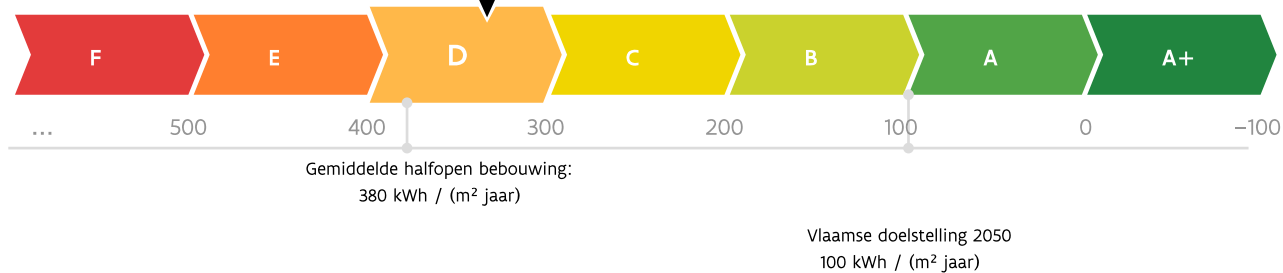 F E D C B A A+
... 500 400 300 200 100 0 –100
Gemiddelde halfopen bebouwing:
380 kWh / (m² jaar)
Vlaamse doelstelling 2050
100 kWh / (m² jaar)